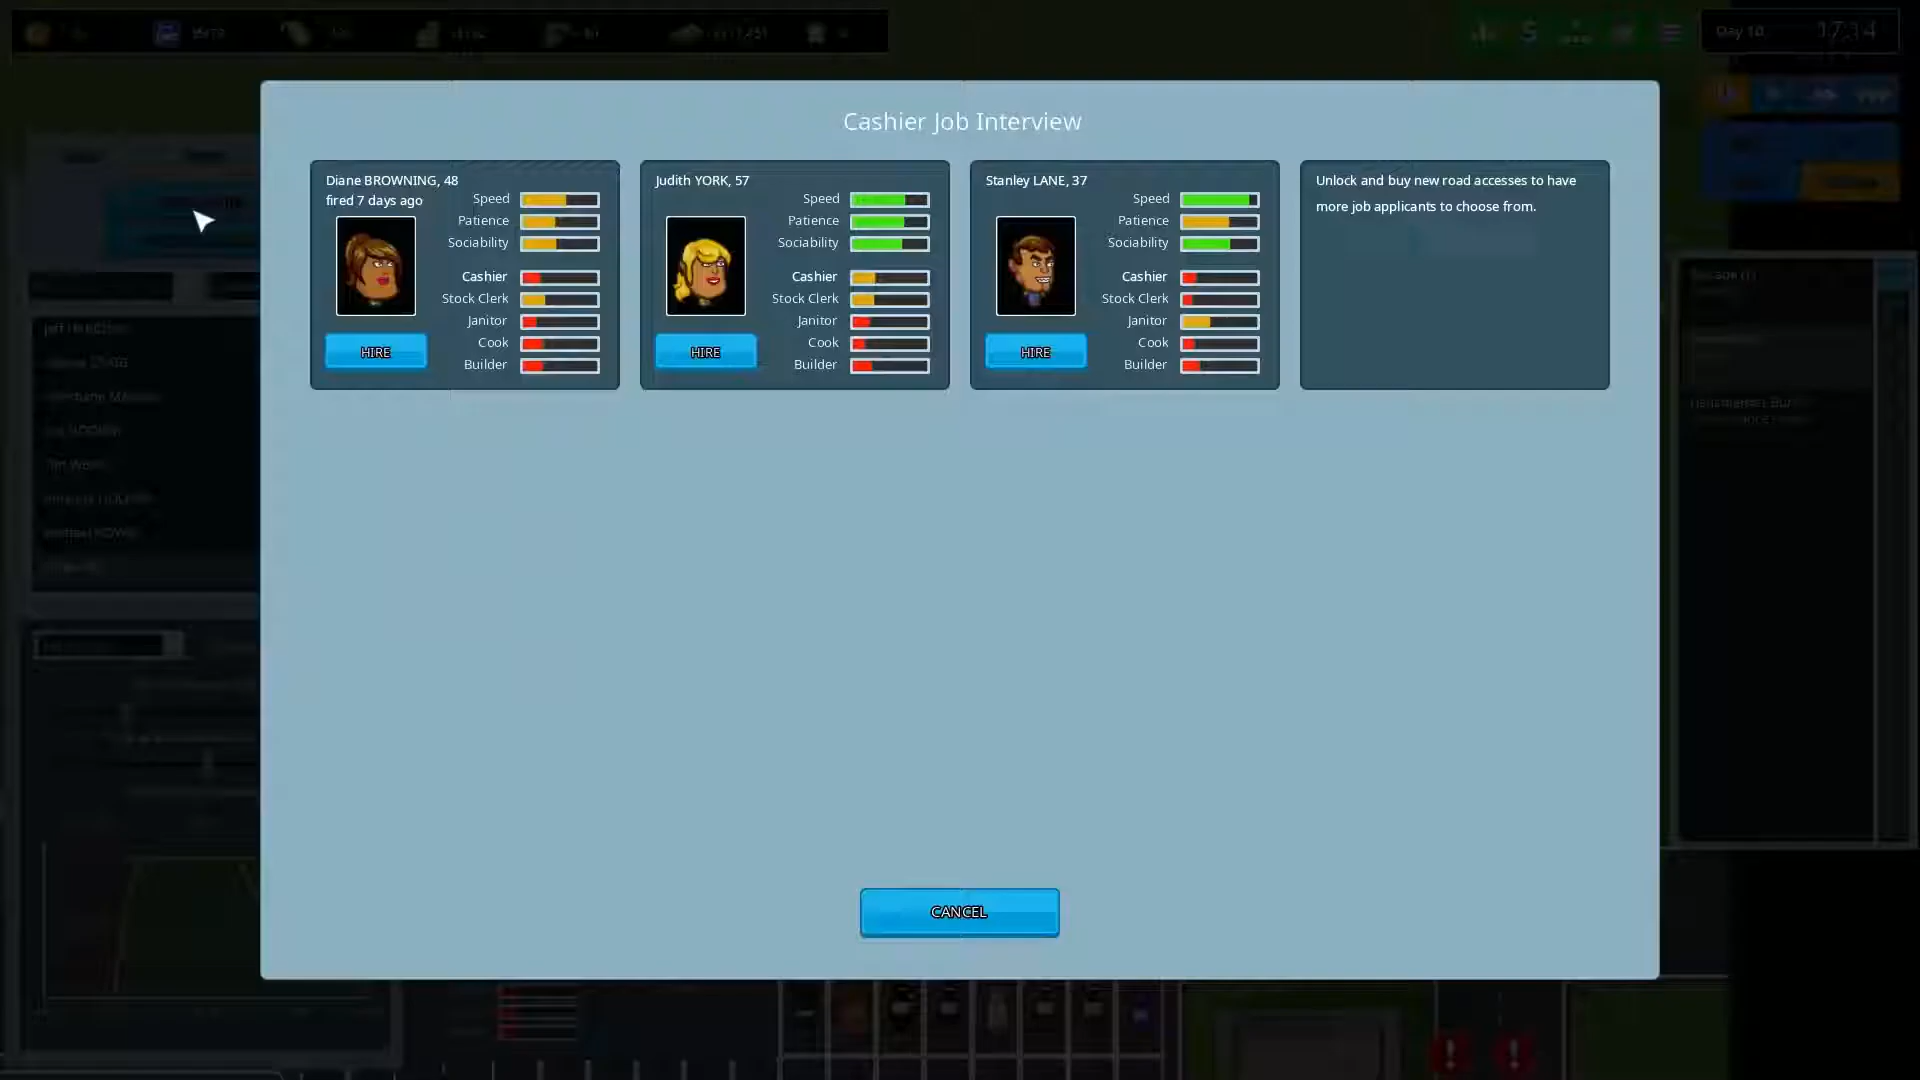 Day 10
17:14
Cashier Job Interview
Diane BROWNING, 48
fired 7 days ago
Speed
Patience
Sociability
Cashier
Stock Clerk
Janitor
Cook
Builder
HIRE
Judith YORK, 57
Speed
Patience
Sociability
Cashier
Stock Clerk
Janitor
Cook
Builder
HIRE
Stanley LANE, 37
Speed
Patience
Sociability
Cashier
Stock Clerk
Janitor
Cook
Builder
HIRE
Unlock and buy new road accesses to have
more job applicants to choose from.
CANCEL